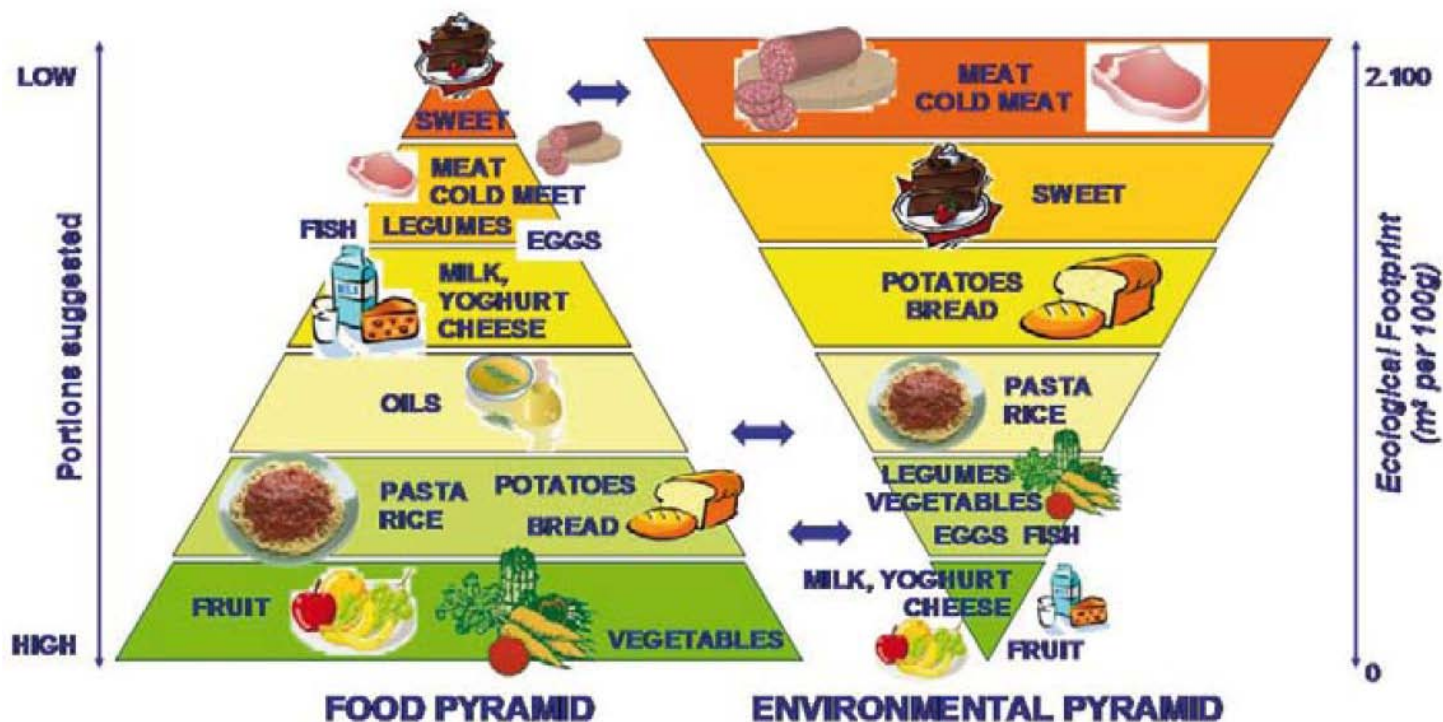 LOW
Portions suggested
HIGH
SWEET
MEAT
COLD MEET
FISH LEGUMES EGGS
MILK,
YOGHURT
CHEESE
OILS
PASTA
RICE
POTATOES
BREAD
FRUIT
VEGETABLES
FOOD PYRAMID
MEAT
COLD MEAT
SWEET
POTATOES
BREAD
PASTA
RICE
LEGUMES
VEGETABLES
EGGS FISH
MILK, YOGHURT
CHEESE
FRUIT
ENVIRONMENTAL PYRAMID
2.100
Ecological Footprint
(m² per 100g)
0